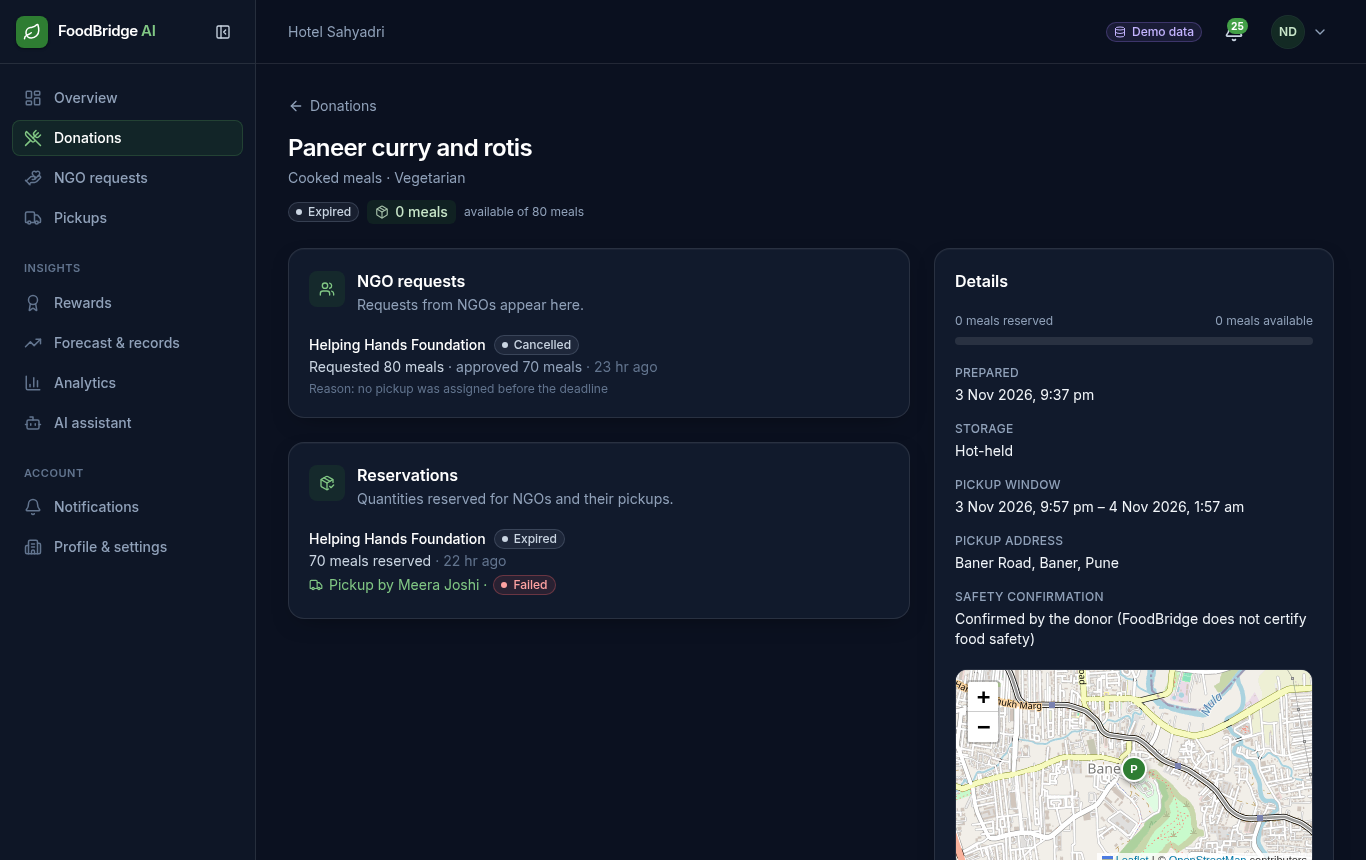 FoodBridge AI
Hotel Sahyadri
Demo data
25
ND
Overview
Donations
NGO requests
Pickups
INSIGHTS
Rewards
Forecast & records
Analytics
AI assistant
ACCOUNT
Notifications
Profile & settings
Donations
Paneer curry and rotis
Cooked meals · Vegetarian
Expired
0 meals
available of 80 meals
NGO requests
Requests from NGOs appear here.
Helping Hands Foundation
Cancelled
Requested 80 meals · approved 70 meals · 23 hr ago
Reason: no pickup was assigned before the deadline
Reservations
Quantities reserved for NGOs and their pickups.
Helping Hands Foundation
Expired
70 meals reserved · 22 hr ago
Pickup by Meera Joshi ·
Failed
Details
0 meals reserved
0 meals available
PREPARED
3 Nov 2026, 9:37 pm
STORAGE
Hot-held
PICKUP WINDOW
3 Nov 2026, 9:57 pm – 4 Nov 2026, 1:57 am
PICKUP ADDRESS
Baner Road, Baner, Pune
SAFETY CONFIRMATION
Confirmed by the donor (FoodBridge does not certify
food safety)
+
−
Marg
Mula
P
Leaflet | © OpenStreetMap contributors